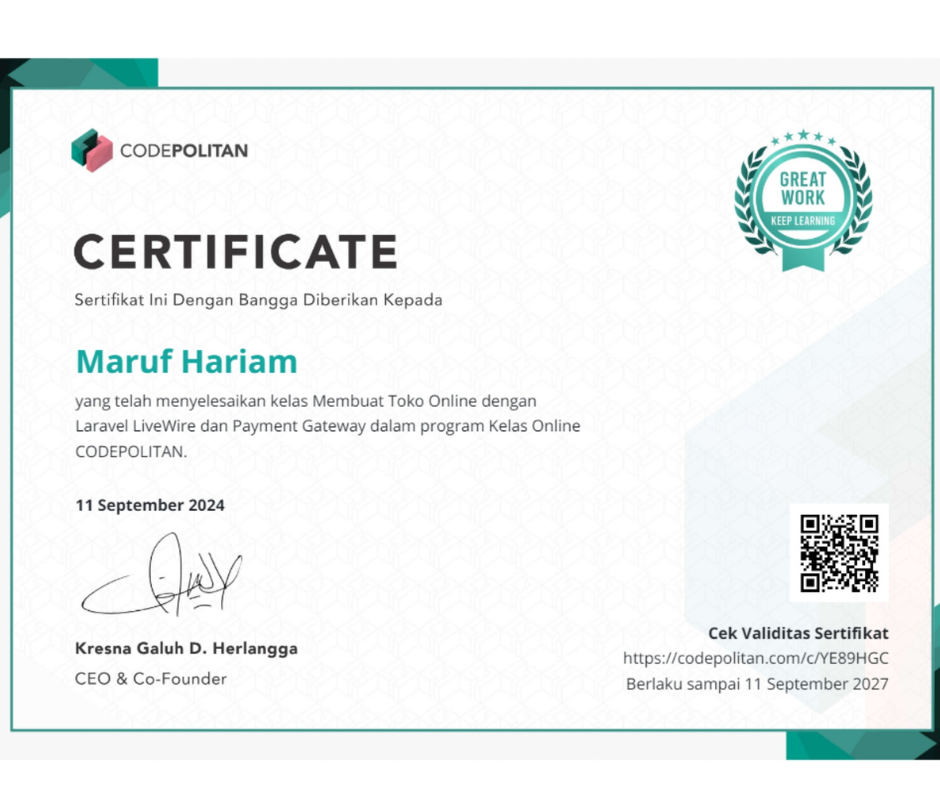 CODEPOLITAN
GREAT
WORK
KEEP LEARNING
CERTIFICATE
Sertifikat Ini Dengan Bangga Diberikan Kepada
Maruf Hariam
yang telah menyelesaikan kelas Membuat Toko Online dengan
Laravel LiveWire dan Payment Gateway dalam program Kelas Online
CODEPOLITAN.
11 September 2024
Kresna Galuh D. Herlangga
CEO & Co-Founder
Cek Validitas Sertifikat
https://codepolitan.com/c/YE89HGC
Berlaku sampai 11 September 2027